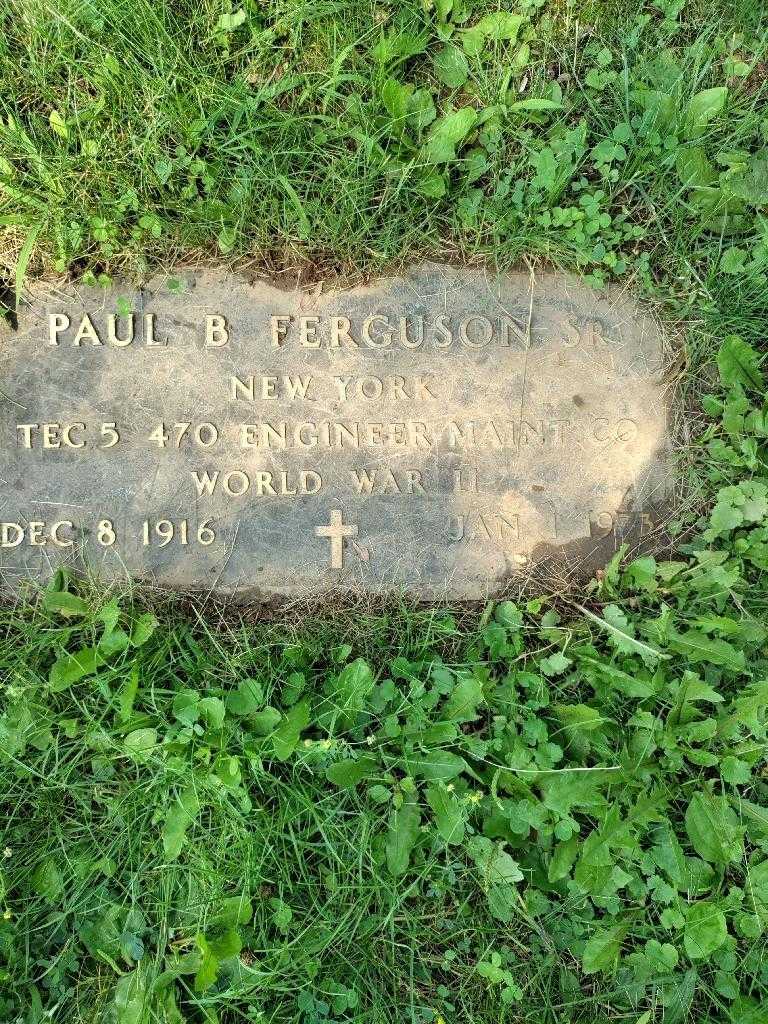 PAUL B FERGUSON SR
NEW YORK
TEC 5 470 ENGINEER MAINT CO
WORLD WAR II
DEC 8 1916 JAN 1 1973